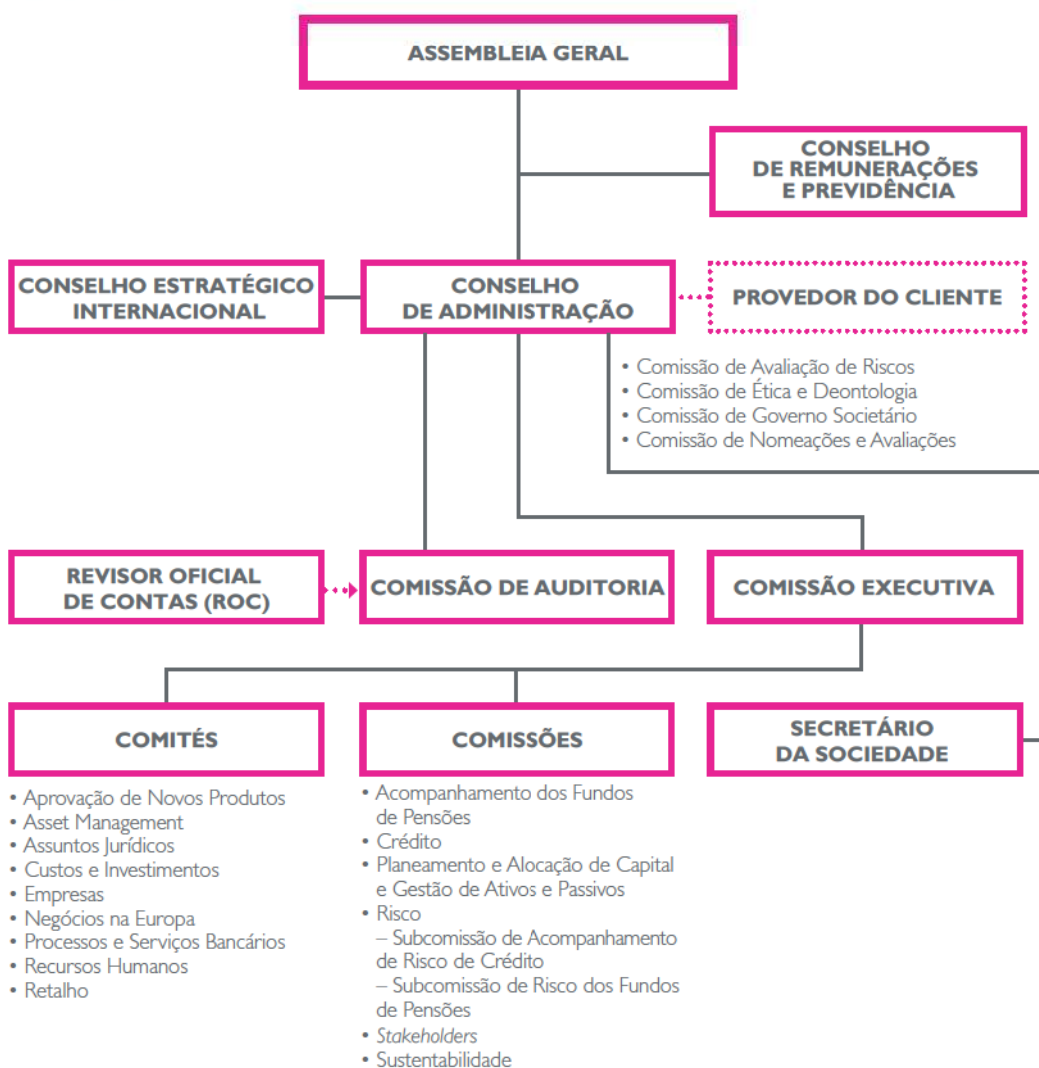 ASSEMBLEIA GERAL
CONSELHO
DE REMUNERAÇÕES
E PREVIDÊNCIA
CONSELHO ESTRATÉGICO
INTERNACIONAL
CONSELHO
DE ADMINISTRAÇÃO
PROVEDOR DO CLIENTE
• Comissão de Avaliação de Riscos
• Comissão de Ética e Deontologia
• Comissão de Governo Societário
• Comissão de Nomeações e Avaliações
REVISOR OFICIAL
DE CONTAS (ROC)
COMISSÃO DE AUDITORIA
COMISSÃO EXECUTIVA
COMITÉS
• Aprovação de Novos Produtos
• Asset Management
• Assuntos Jurídicos
• Custos e Investimentos
• Empresas
• Negócios na Europa
• Processos e Serviços Bancários
• Recursos Humanos
• Retalho
COMISSÕES
• Acompanhamento dos Fundos
de Pensões
• Crédito
• Planeamento e Alocação de Capital
e Gestão de Ativos e Passivos
• Risco
– Subcomissão de Acompanhamento
de Risco de Crédito
– Subcomissão de Risco dos Fundos
de Pensões
• Stakeholders
• Sustentabilidade
SECRETÁRIO
DA SOCIEDADE